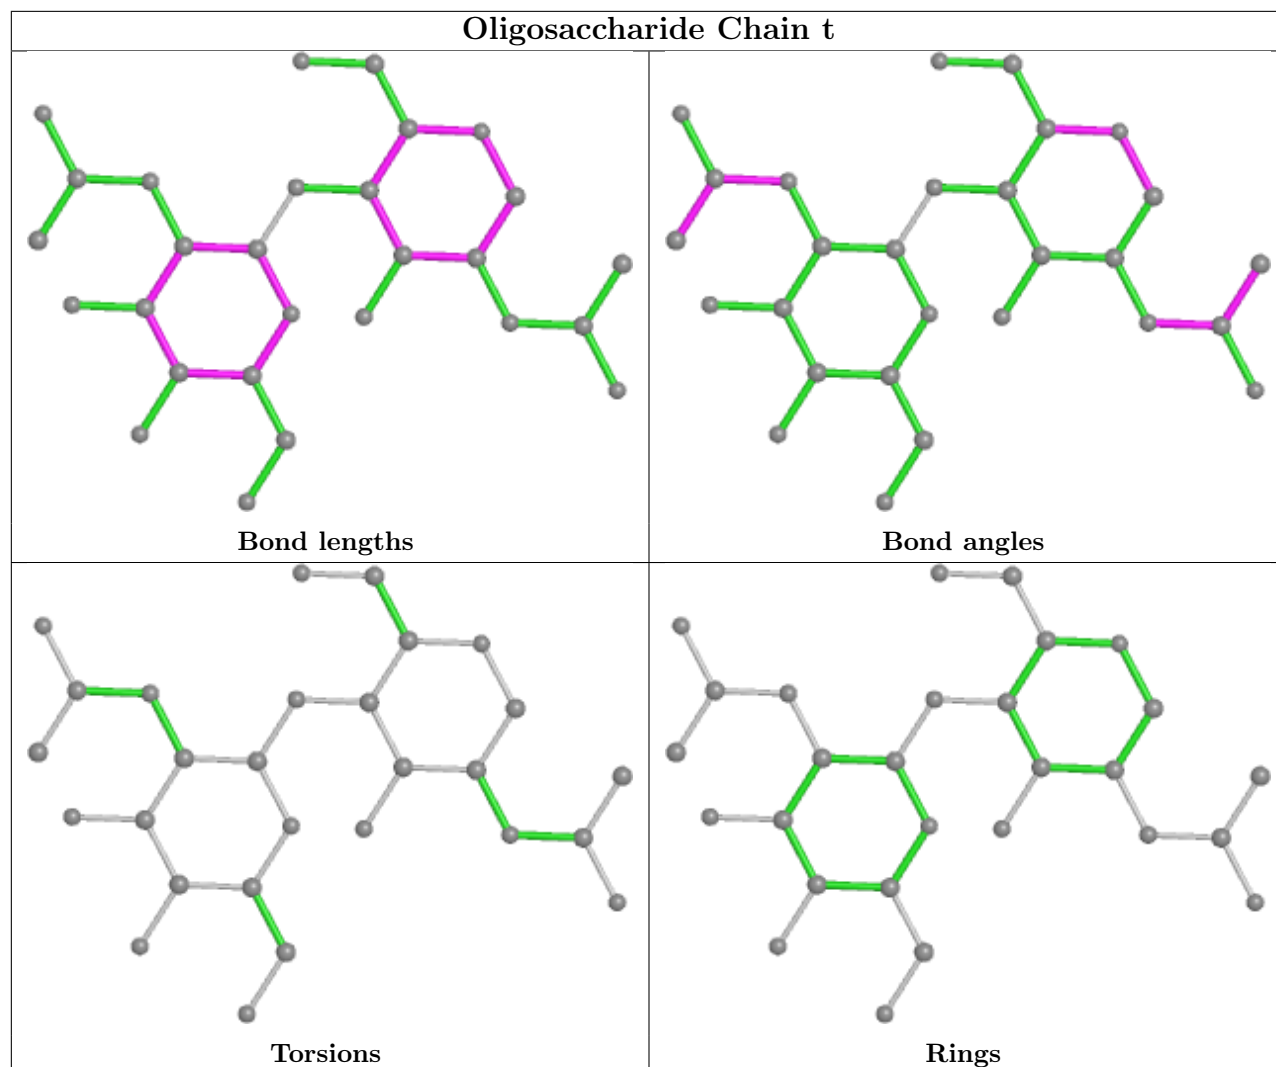 Oligosaccharide Chain t
Bond lengths
Bond angles
Torsions
Rings